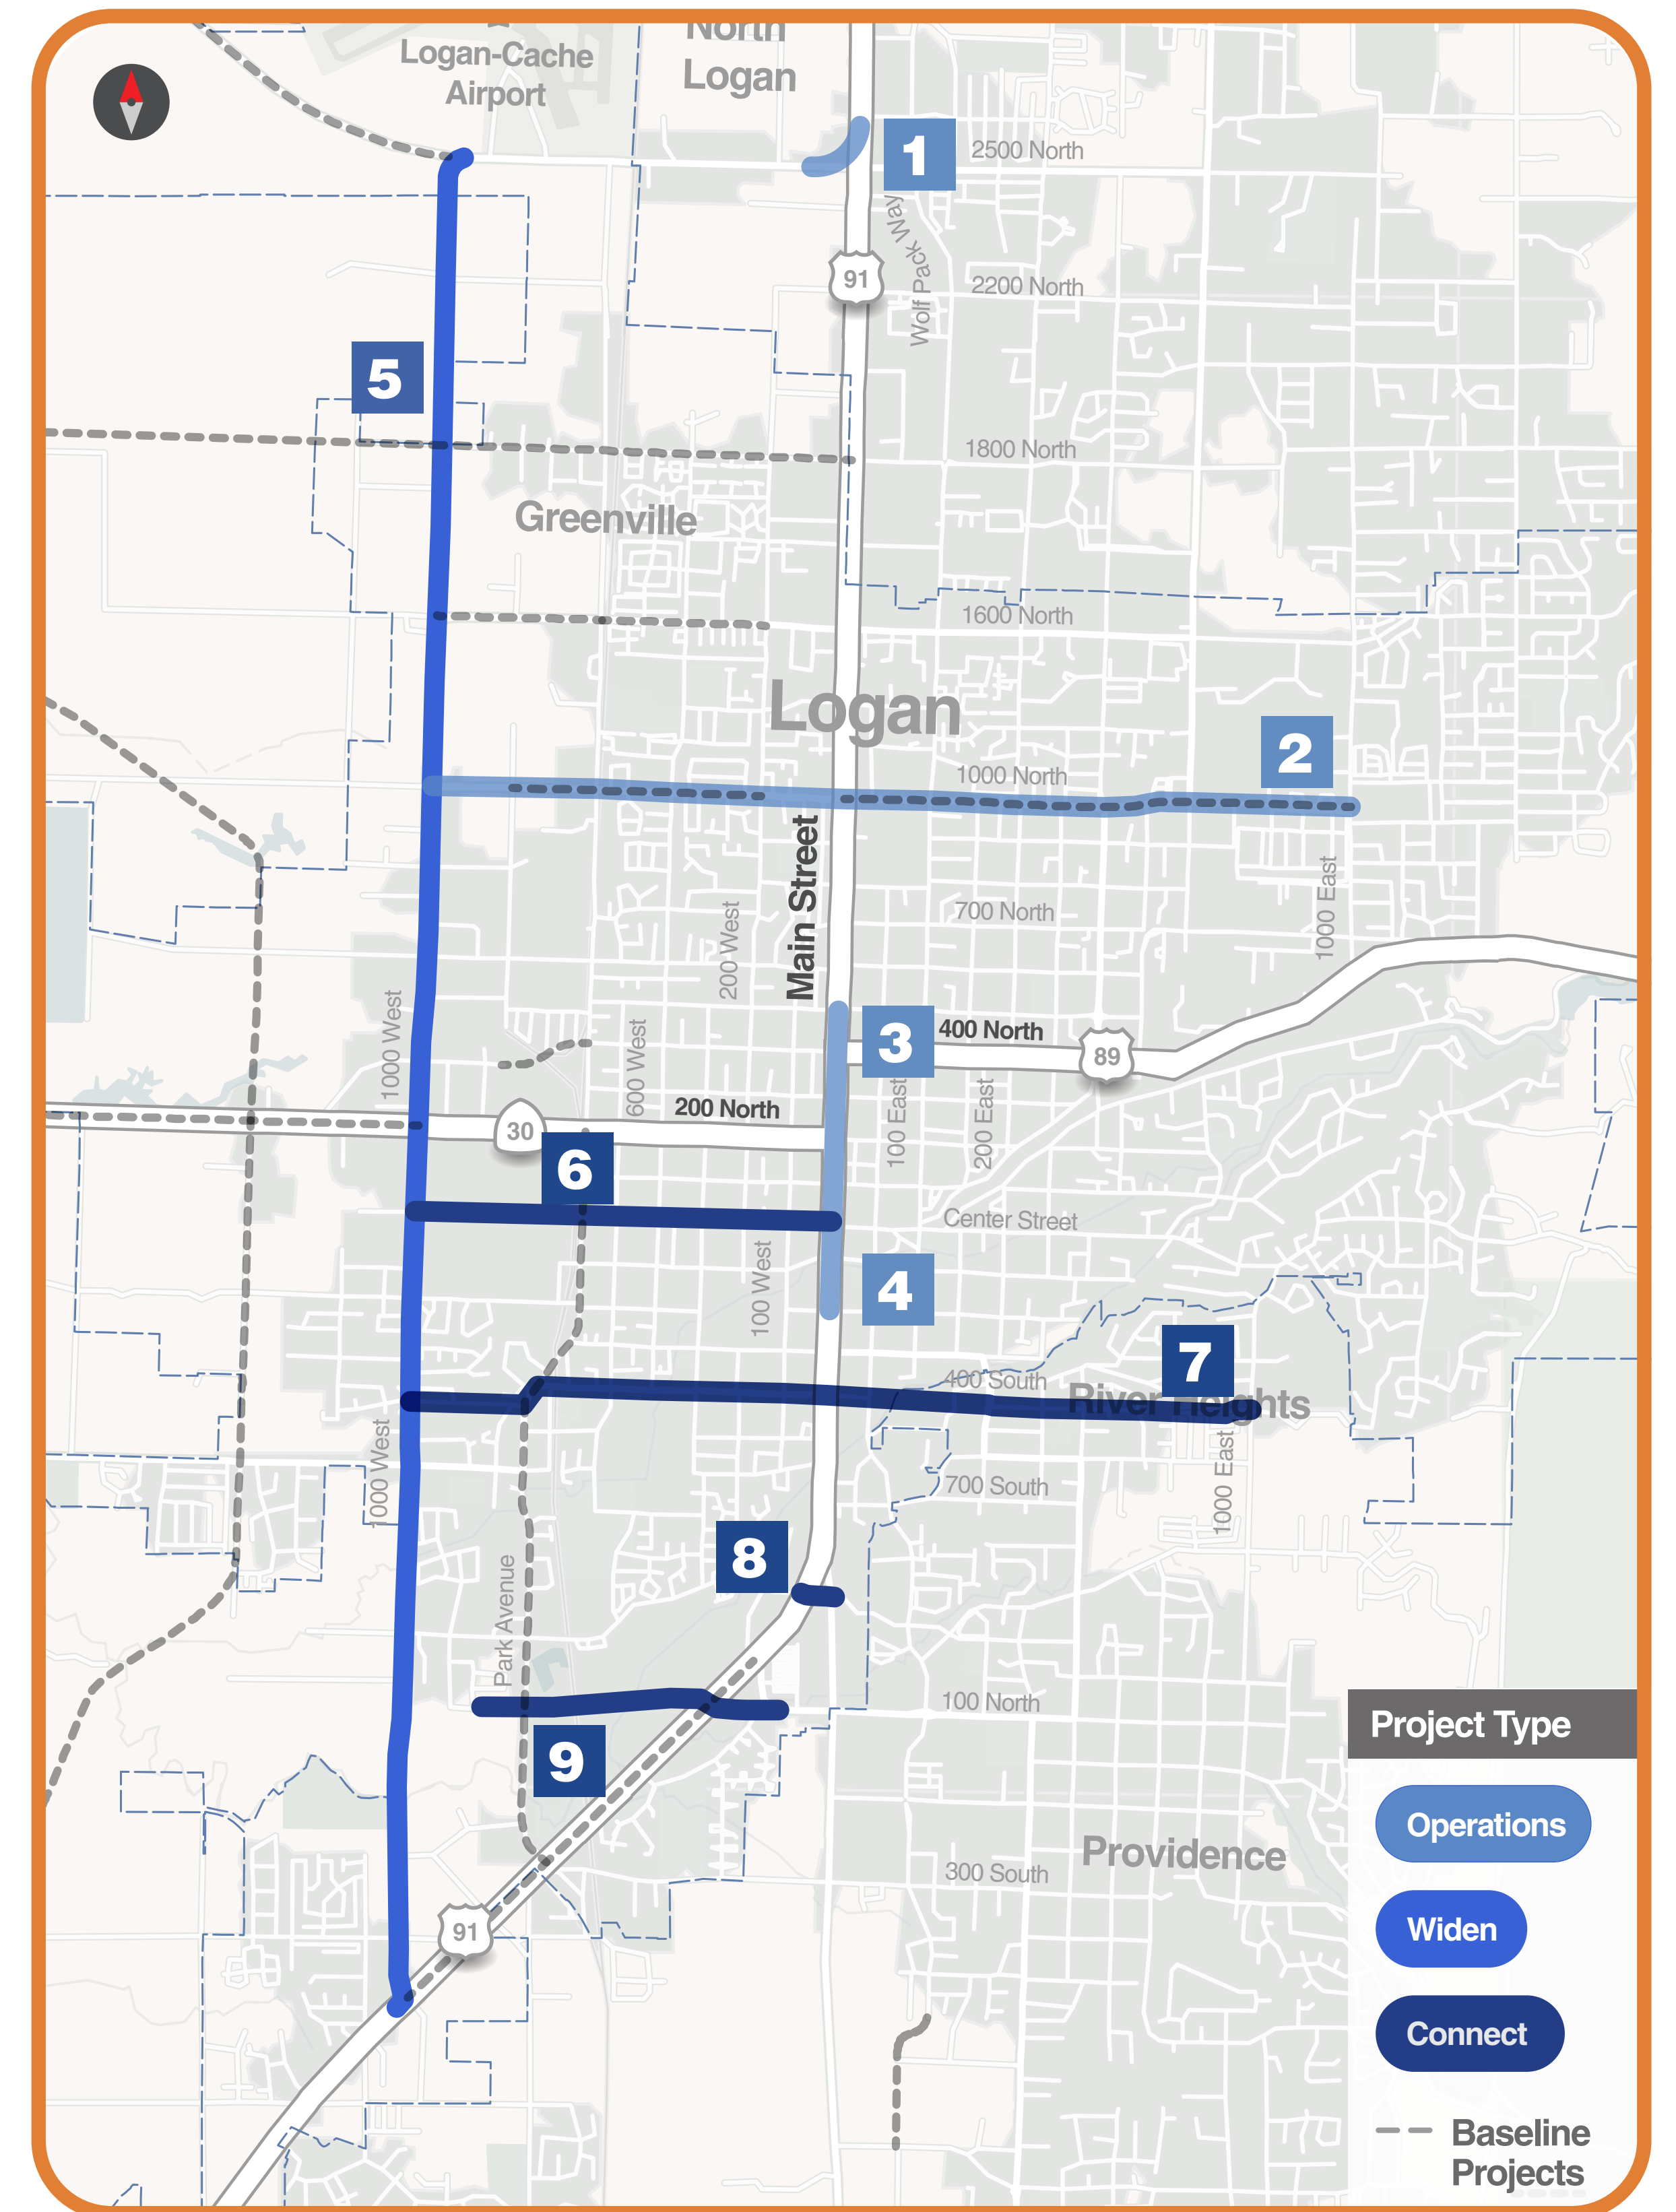 North
Logan
Logan-Cache
Airport
1
2500 North
Wolf Pack Way
91
2200 North
5
1800 North
Greenville
1600 North
Logan
2
1000 North
Main Street
1000 East
700 North
200 West
1000 West
3
400 North
89
600 West
200 North
100 East
200 East
30
6
Center Street
100 West
4
7
400 South
River Heights
1000 West
1000 East
700 South
8
Park Avenue
100 North
9
Project Type
Operations
Providence
300 South
91
Widen
Connect
Baseline
Projects